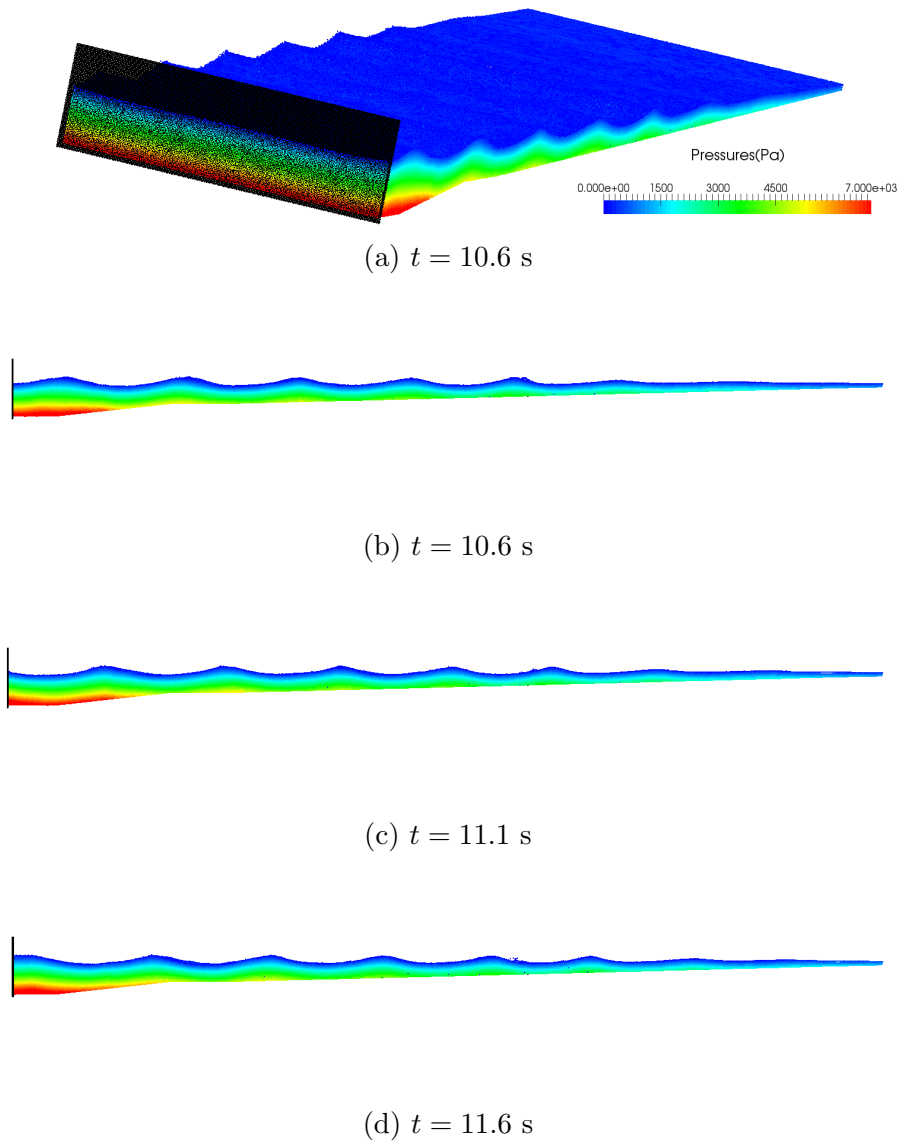 Pressures(Pa)
0.000e+00 1500 3000 4500 7.000e+03
(a) t = 10.6 s
(b) t = 10.6 s
(c) t = 11.1 s
(d) t = 11.6 s